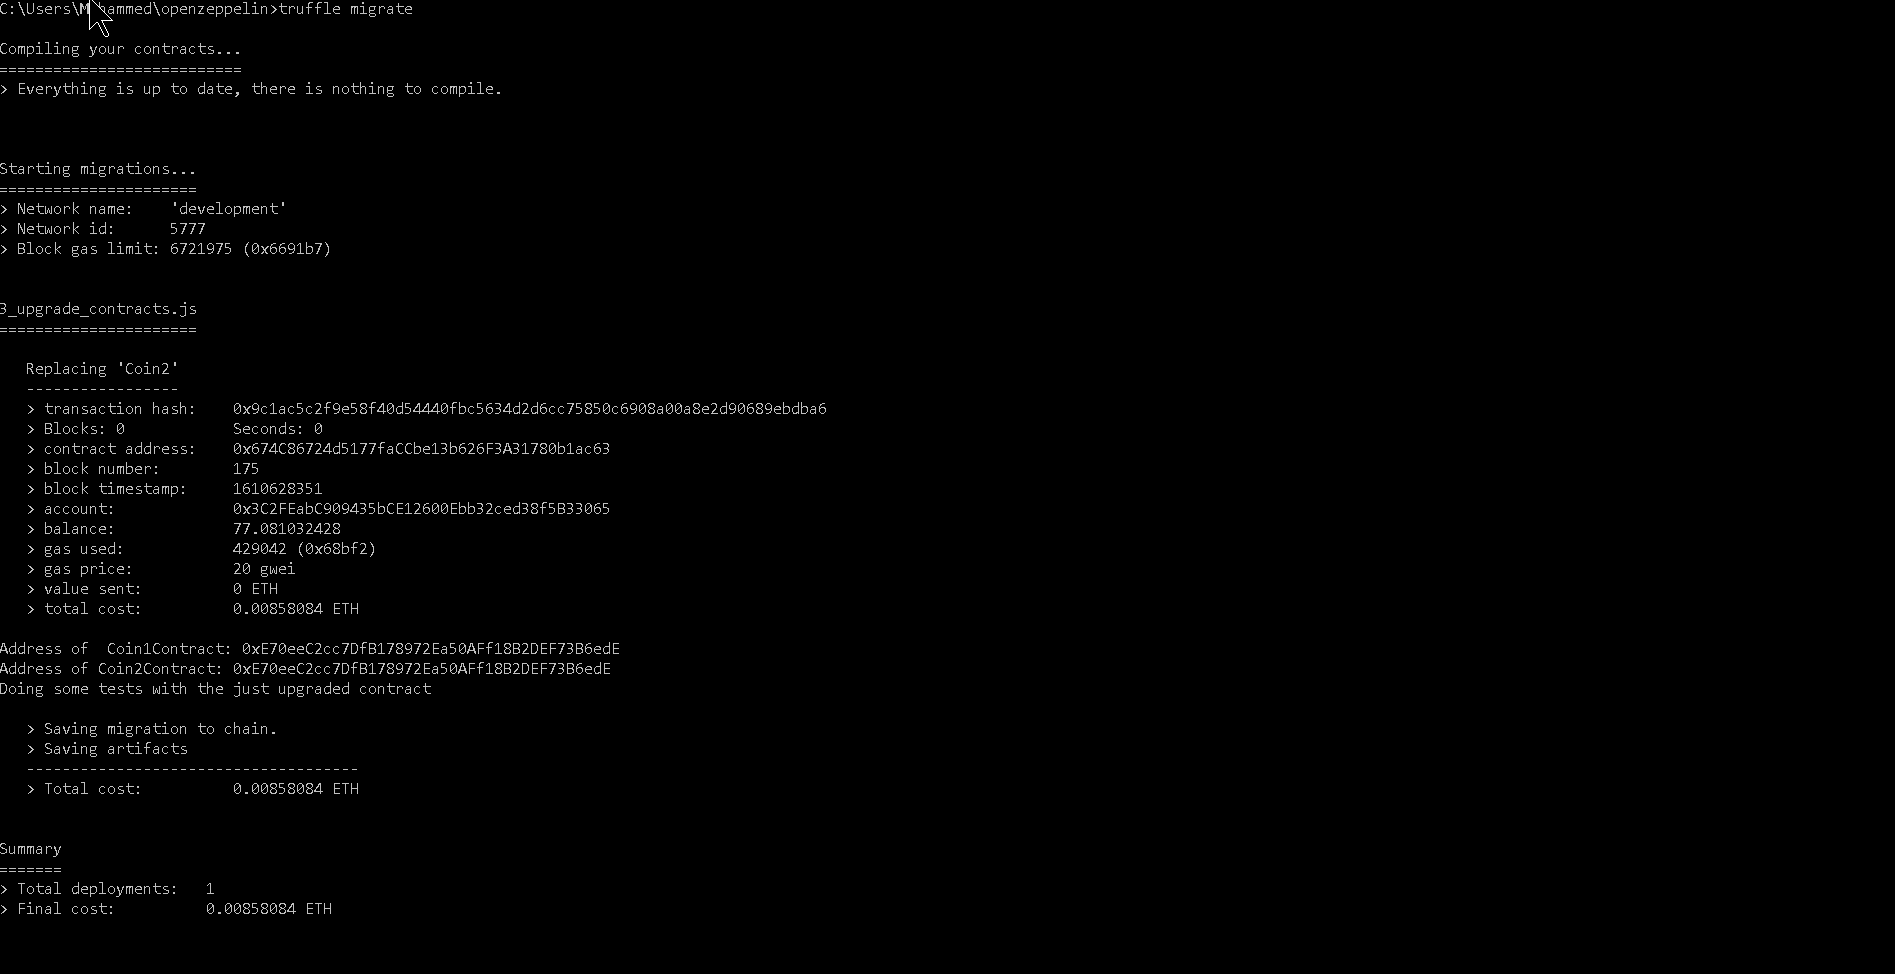 C:\Users\Mohammed\openzeppelin>truffle migrate
Compiling your contracts...
===========================
> Everything is up to date, there is nothing to compile.
Starting migrations...
======================
> Network name:    'development'
> Network id:      5777
> Block gas limit: 6721975 (0x6691b7)
3_upgrade_contracts.js
======================
   Replacing 'Coin2'
   -----------------
   > transaction hash:    0x9c1ac5c2f9e58f40d54440fbc5634d2d6cc75850c6908a00a8e2d90689ebdba6
   > Blocks: 0            Seconds: 0
   > contract address:    0x674C86724d5177faCCbe13b626F3A31780b1ac63
   > block number:        175
   > block timestamp:     1610628351
   > account:             0x3C2FEabC909435bCE12600Ebb32ced38f5B33065
   > balance:             77.081032428
   > gas used:            429042 (0x68bf2)
   > gas price:           20 gwei
   > value sent:          0 ETH
   > total cost:          0.00858084 ETH
Address of  Coin1Contract: 0xE70eeC2cc7DfB178972Ea50AFf18B2DEF73B6edE
Address of Coin2Contract: 0xE70eeC2cc7DfB178972Ea50AFf18B2DEF73B6edE
Doing some tests with the just upgraded contract
   > Saving migration to chain.
   > Saving artifacts
   -------------------------------------
   > Total cost:          0.00858084 ETH
Summary
=======
> Total deployments:   1
> Final cost:          0.00858084 ETH